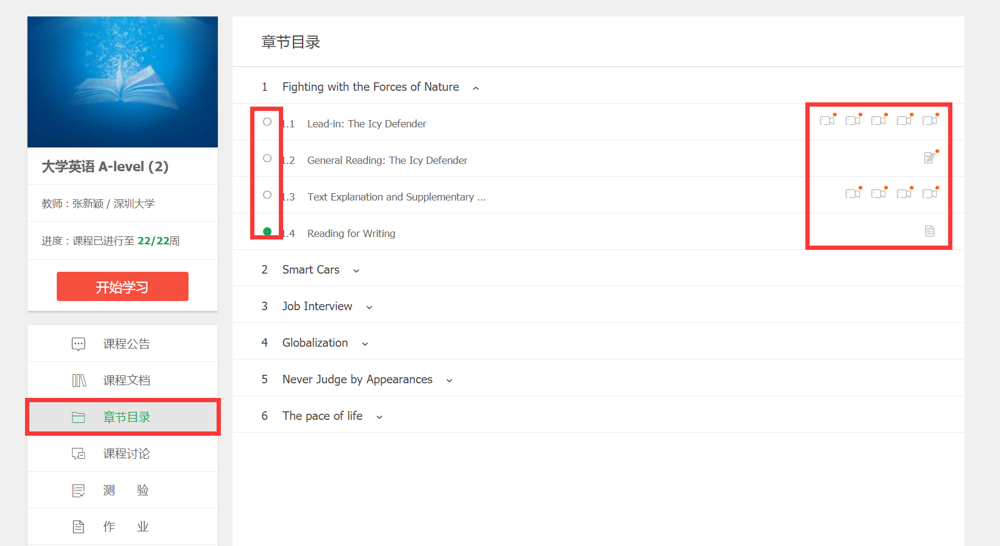 大学英语 A-level (2)
教师：张新颖 / 深圳大学
进度：课程已进行至 22/22周
开始学习
课程公告
课程文档
章节目录
课程讨论
测 验
作 业
章节目录
1 Fighting with the Forces of Nature
1.1 Lead-in: The Icy Defender
1.2 General Reading: The Icy Defender
1.3 Text Explanation and Supplementary ...
1.4 Reading for Writing
2 Smart Cars
3 Job Interview
4 Globalization
5 Never Judge by Appearances
6 The pace of life